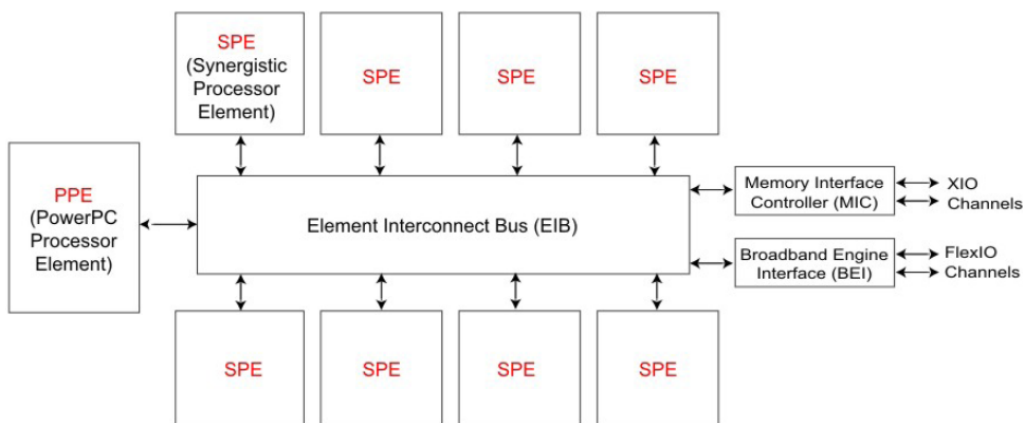 SPE
(Synergistic
Processor
Element)
SPE
SPE
SPE
PPE
(PowerPC
Processor
Element)
Element Interconnect Bus (EIB)
Memory Interface
Controller (MIC)
XIO
Channels
Broadband Engine
Interface (BEI)
FlexIO
Channels
SPE
SPE
SPE
SPE